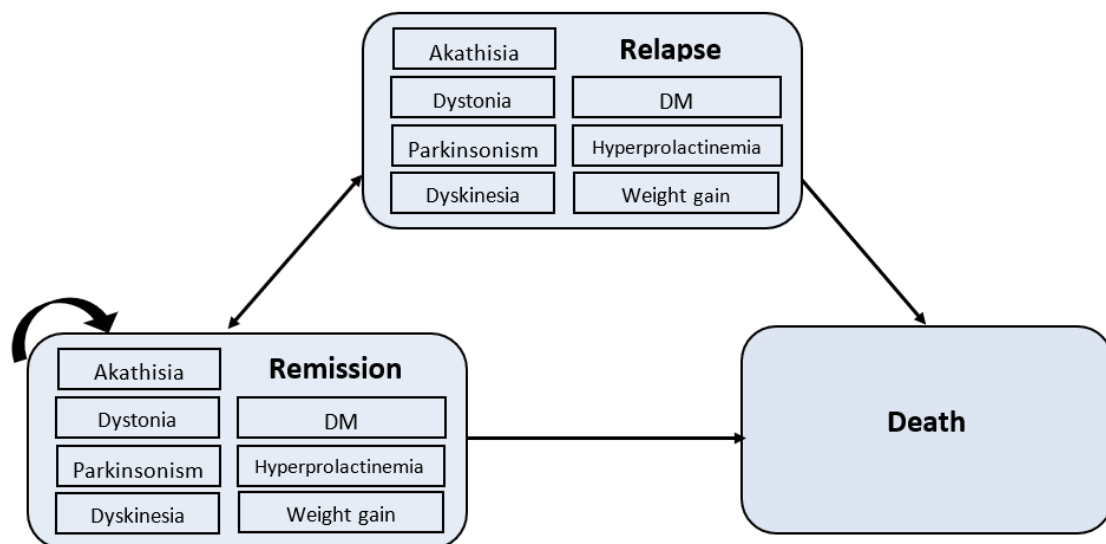 Akathisia
Relapse
Dystonia
DM
Parkinsonism
Hyperprolactinemia
Dyskinesia
Weight gain
Akathisia
Remission
Dystonia
DM
Parkinsonism
Hyperprolactinemia
Dyskinesia
Weight gain
Death